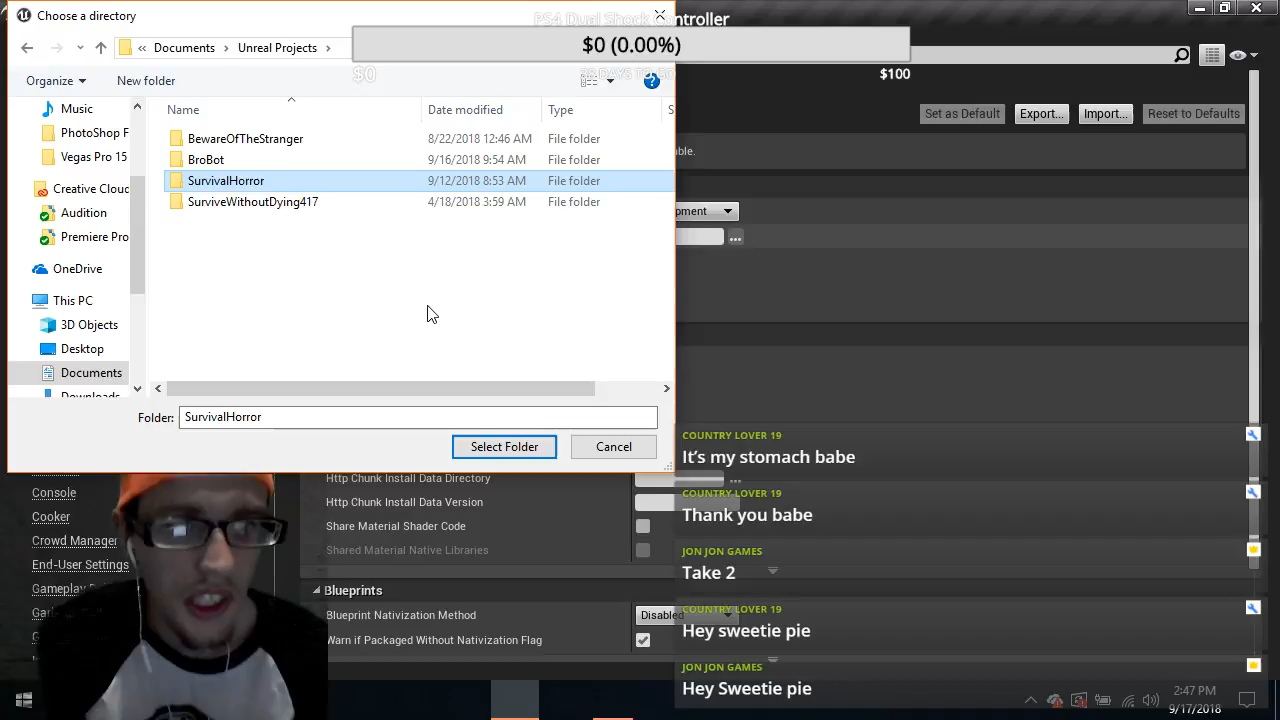 Choose a directory
PS4 Dual Shock Controller
$0 (0.00%)
$0
$100
Documents
Unreal Projects
Organize
New folder
Name
Date modified
Type
Music
PhotoShop F
Vegas Pro 15
Creative Cloud
Audition
Premiere Pro
OneDrive
This PC
3D Objects
Desktop
Documents
Downloads
BewareOfTheStranger 8/22/2018 12:46 AM File folder
BroBot 9/16/2018 9:54 AM File folder
SurvivalHorror 9/12/2018 8:53 AM File folder
SurviveWithoutDying417 4/18/2018 3:59 AM File folder
Folder: SurvivalHorror
Select Folder
Cancel
Set as Default
Export...
Import...
Reset to Defaults
able.
pment
...
Console
Cooker
Crowd Manager
End-User Settings
Http Chunk Install Data Directory
...
Http Chunk Install Data Version
Share Material Shader Code
Shared Material Native Libraries
Blueprints
Blueprint Nativization Method
Disabled
Warn if Packaged Without Nativization Flag
COUNTRY LOVER 19
It's my stomach babe
COUNTRY LOVER 19
Thank you babe
JON JON GAMES
Take 2
COUNTRY LOVER 19
Hey sweetie pie
JON JON GAMES
Hey Sweetie pie
2:47 PM
9/17/2018